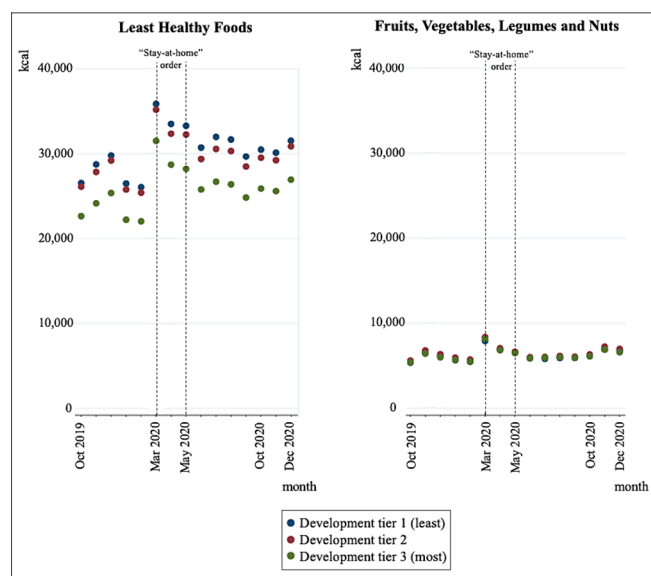 Least Healthy Foods
"Stay-at-home"
order
kcal
40,000
30,000
20,000
10,000
0
Oct 2019
Mar 2020
May 2020
Oct 2020
Dec 2020
month
Fruits, Vegetables, Legumes and Nuts
"Stay-at-home"
order
kcal
40,000
30,000
20,000
10,000
0
Oct 2019
Mar 2020
May 2020
Oct 2020
Dec 2020
month
Development tier 1 (least)
Development tier 2
Development tier 3 (most)